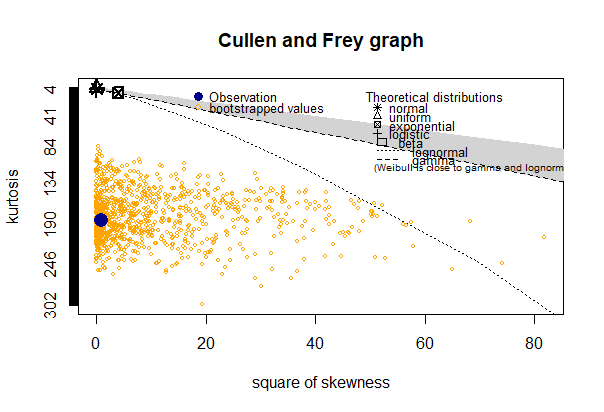 Cullen and Frey graph
Observation
bootstrapped values
Theoretical distributions
normal
uniform
exponential
logistic
beta
lognormal
gamma
(Weibull is close to gamma and lognorm
kurtosis
4
41
84
134
190
246
302
0
20
40
60
80
square of skewness